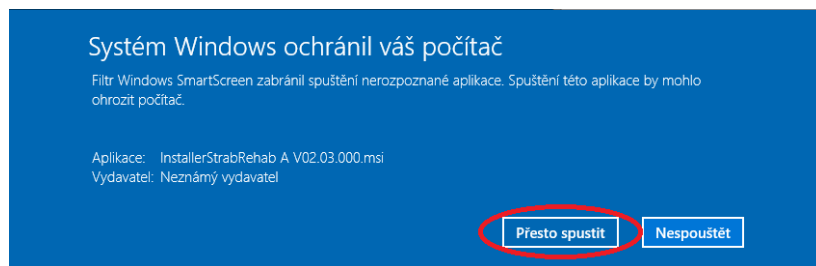 Systém Windows ochránil váš počítač
Filtr Windows SmartScreen zabránil spuštění nerozpoznané aplikace. Spuštění této aplikace by mohlo
ohrozit počítač.
Aplikace: InstallerStrabRehab A V02.03.000.msi
Vydavatel: Neznámý vydavatel
Přesto spustit Nespouštět